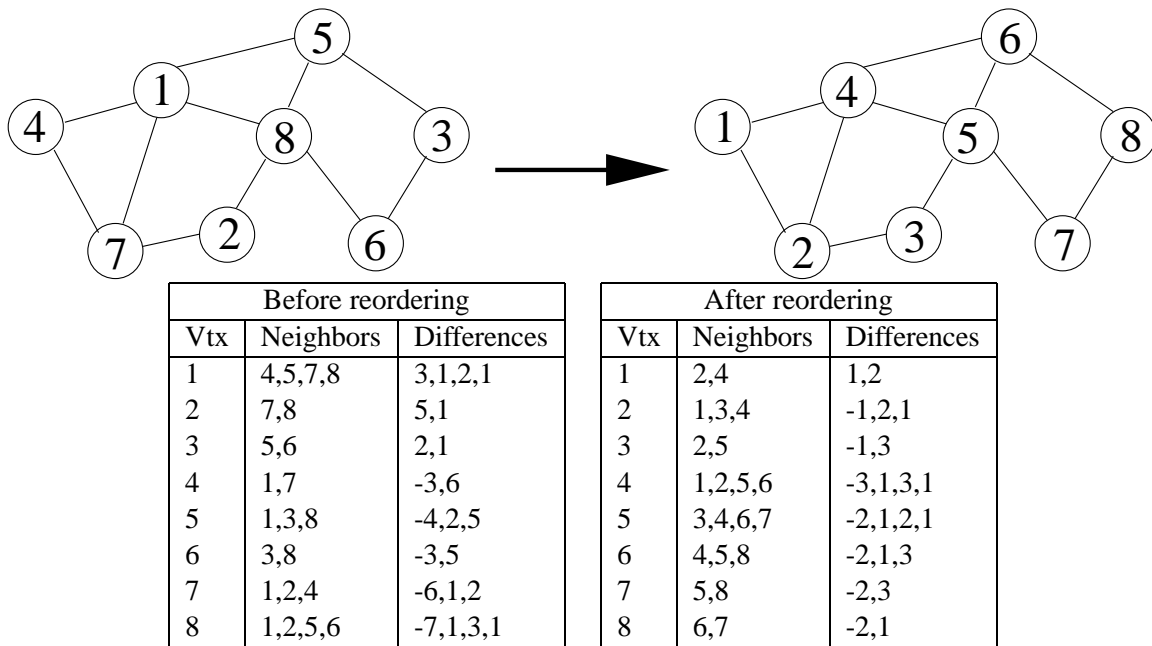 5 6
1 4
4 8 3 1 5 8
7 2 6 2 3 7
Before reordering
Vtx Neighbors Differences
1 4,5,7,8 3,1,2,1
2 7,8 5,1
3 5,6 2,1
4 1,7 -3,6
5 1,3,8 -4,2,5
6 3,8 -3,5
7 1,2,4 -6,1,2
8 1,2,5,6 -7,1,3,1
After reordering
Vtx Neighbors Differences
1 2,4 1,2
2 1,3,4 -1,2,1
3 2,5 -1,3
4 1,2,5,6 -3,1,3,1
5 3,4,6,7 -2,1,2,1
6 4,5,8 -2,1,3
7 5,8 -2,3
8 6,7 -2,1